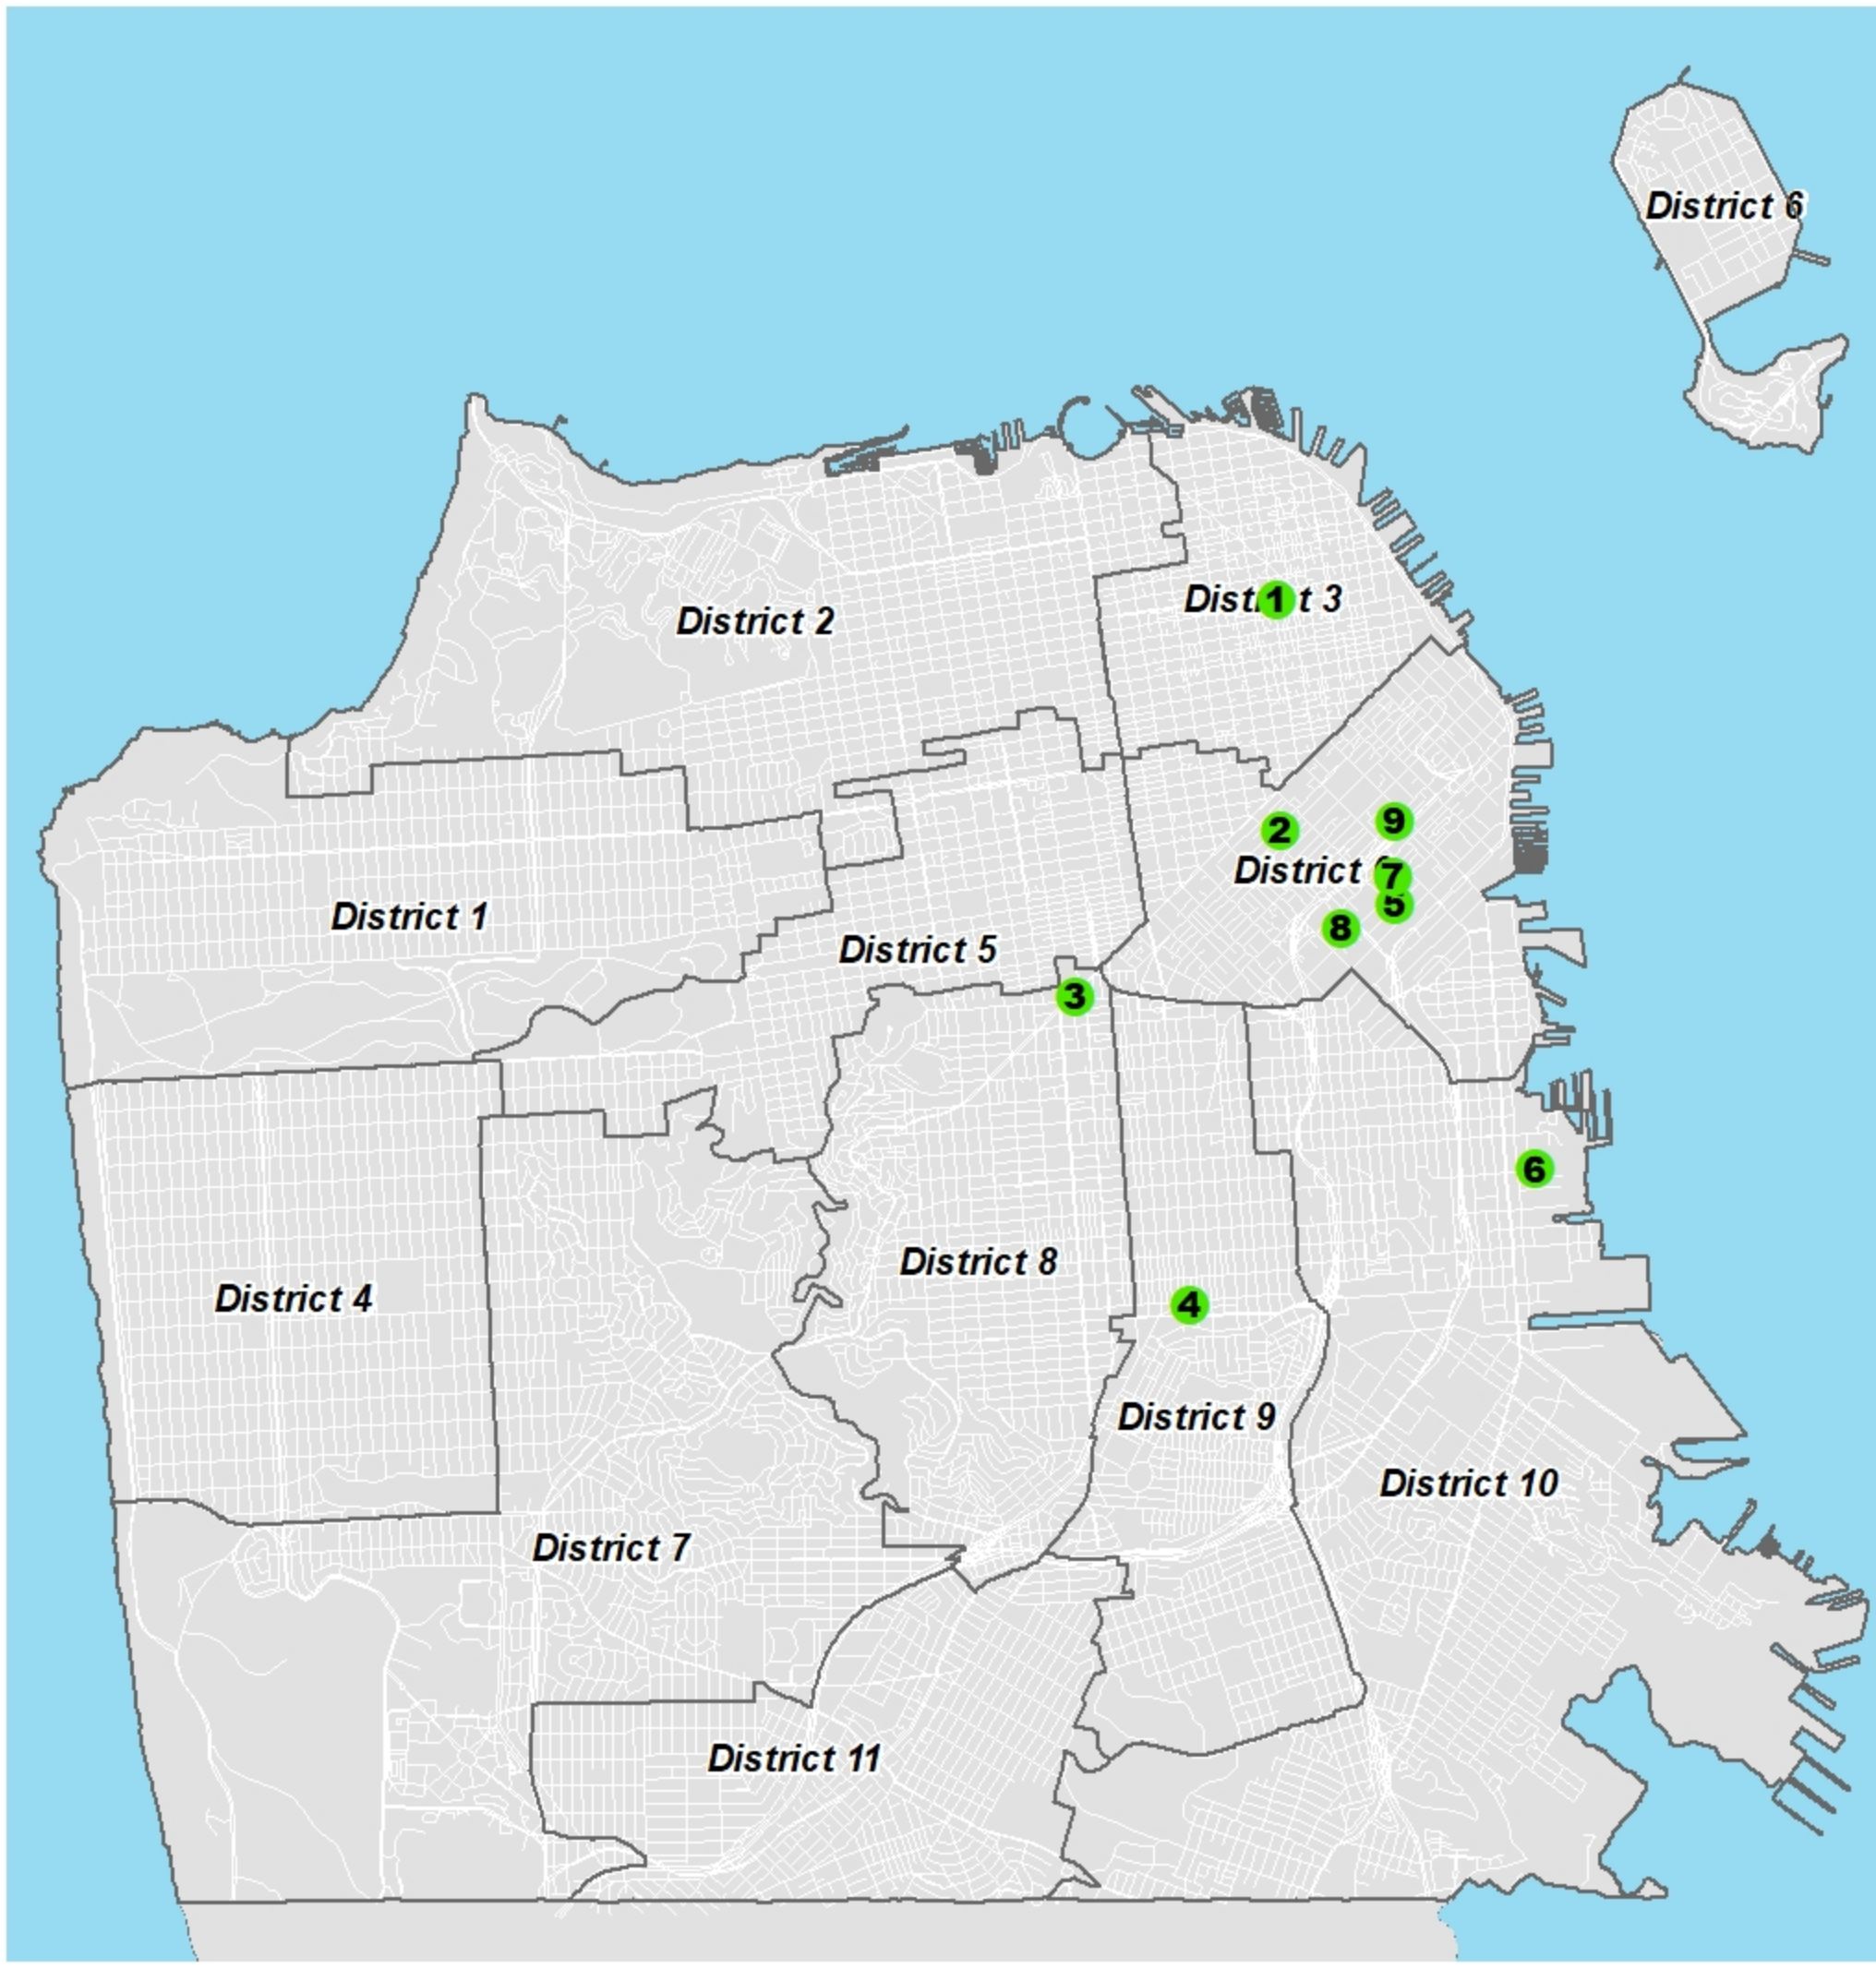 District 6
District 2
Dist t 3
1
2
9
District
7
5
8
District 1
District 5
3
6
District 8
District 4
4
District 9
District 10
District 7
District 11